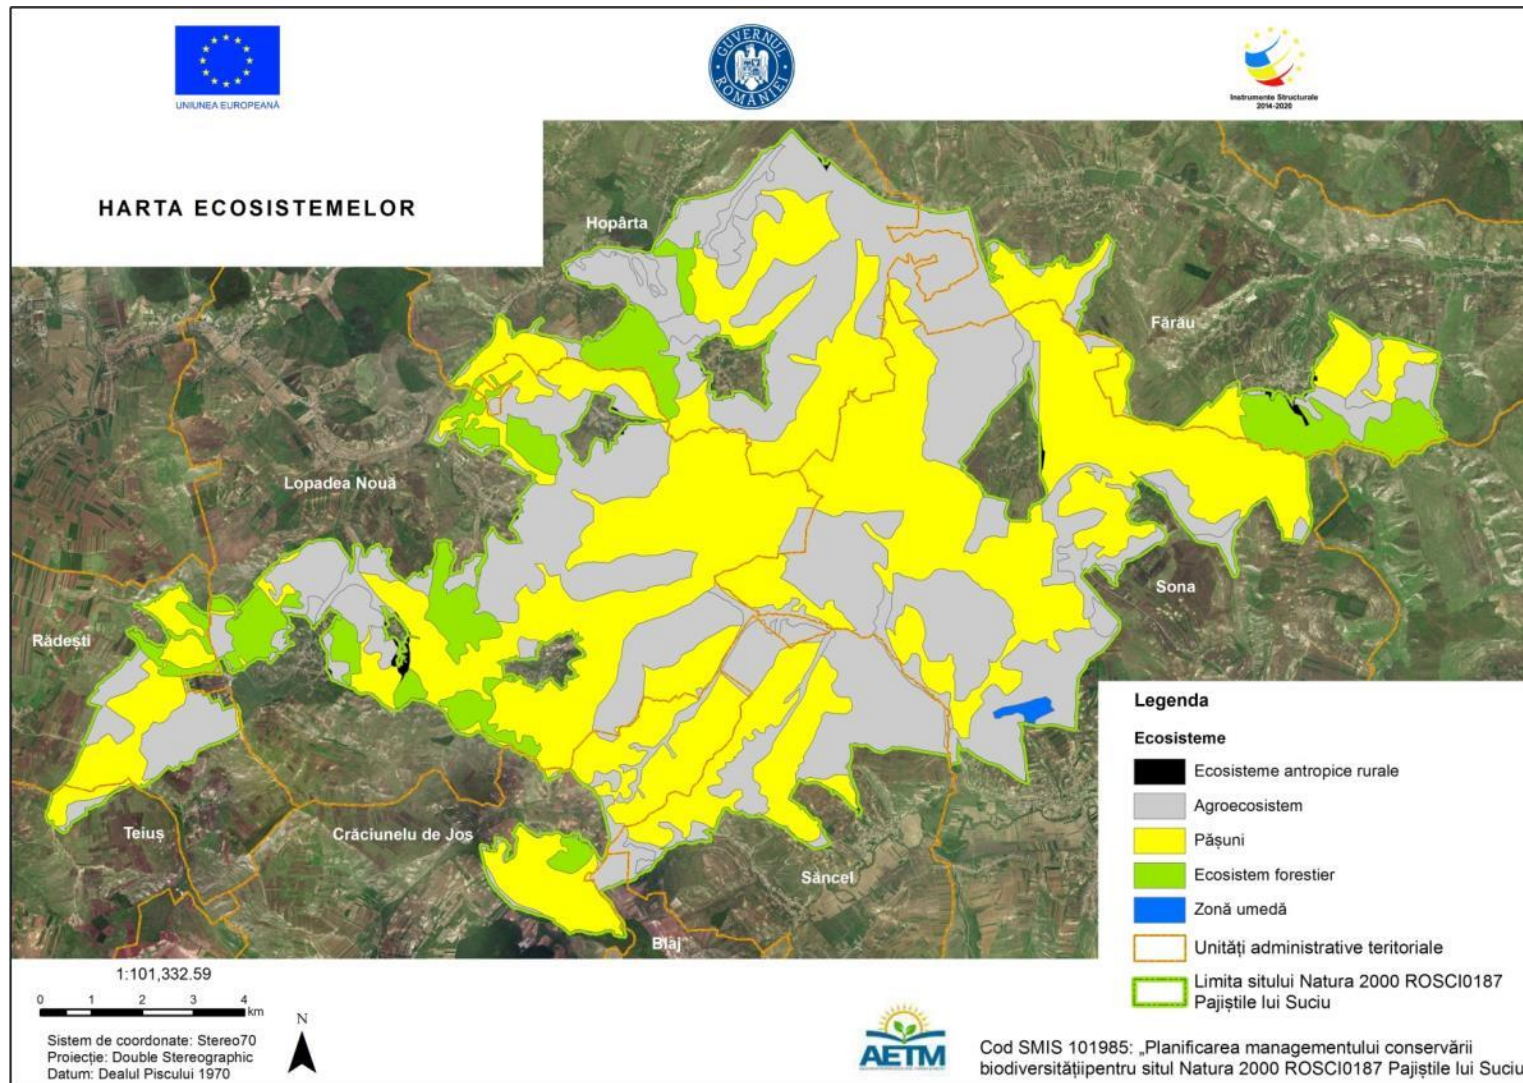 UNIUNEA EUROPEANĂ
GUVERNUL ROMÂNIEI
Instrumente Structurale
2014-2020
HARTA ECOSISTEMELOR
Hopârta
Fărău
Lopadea Nouă
Sona
Rădești
Teiuș
Crăciunelu de Jos
Sâncel
Blaj
Legenda
Ecosisteme
Ecosisteme antropice rurale
Agroecosistem
Pășuni
Ecosistem forestier
Zonă umedă
Unități administrative teritoriale
Limita sitului Natura 2000 ROSCI0187
Pajiștile lui Suciu
1:101,332.59
0 1 2 3 4
km
N
Sistem de coordonate: Stereo70
Proiecție: Double Stereographic
Datum: Dealul Piscului 1970
AETM
Cod SMIS 101985: „Planificarea managementului conservării
biodiversitățiipentru situl Natura 2000 ROSCI0187 Pajiștile lui Suciu